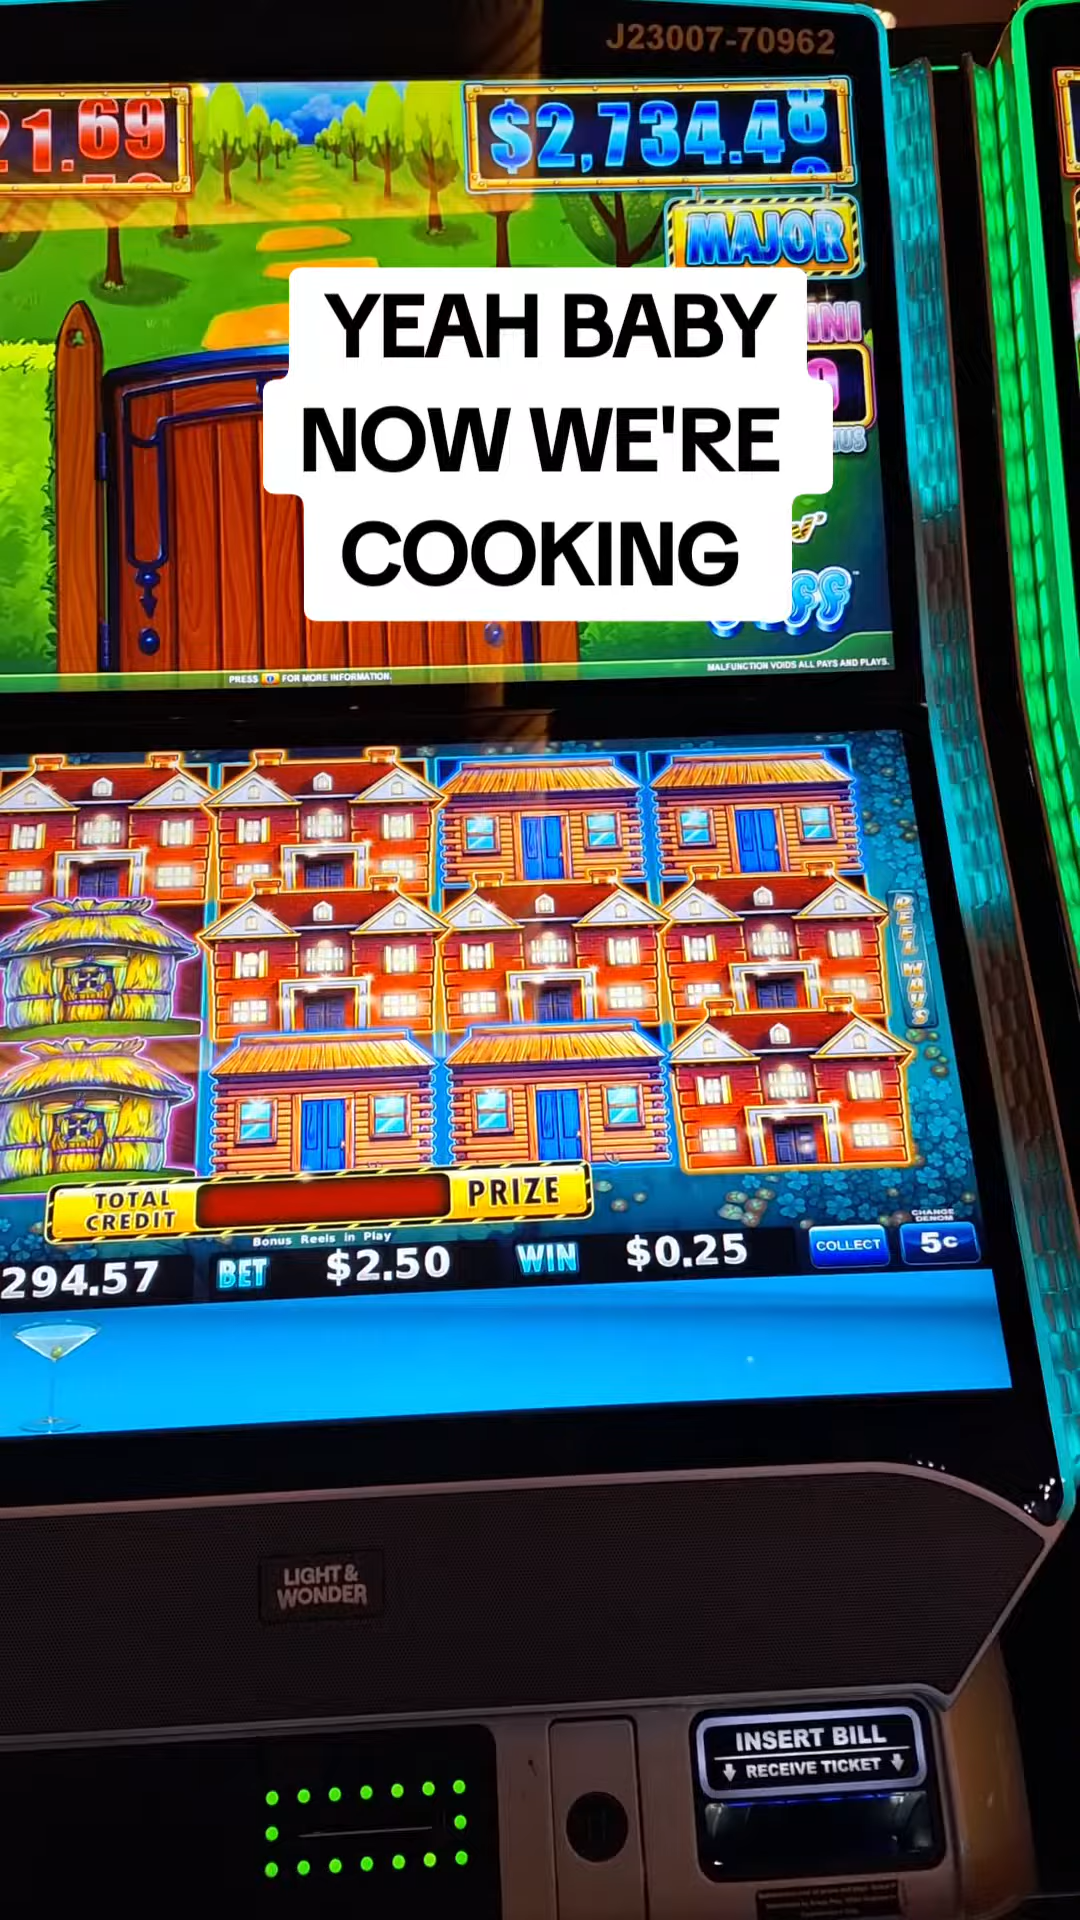 J23007-70962
21.69
$2,734.48
MAJOR
YEAH BABY
NOW WE'RE
COOKING
PRESS FOR MORE INFORMATION.
MALFUNCTION VOIDS ALL PAYS AND PLAYS.
REEL WAYS
TOTAL
CREDIT
PRIZE
Bonus Reels in Play
294.57
BET
$2.50
WIN
$0.25
COLLECT
CHANGE
DENOM
5¢
LIGHT &
WONDER
INSERT BILL
RECEIVE TICKET